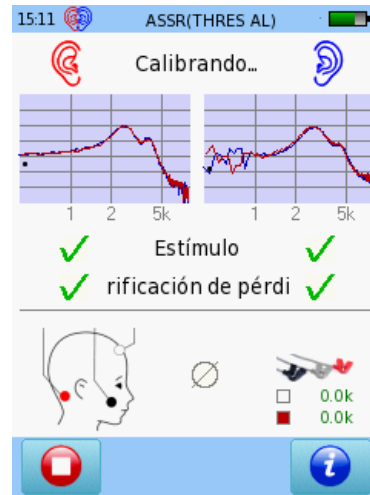 15:11 ASSR(THRES AL)
Calibrando...
1 2 5k 1 2 5k
Estímulo
rificación de pérdi
0.0k
0.0k